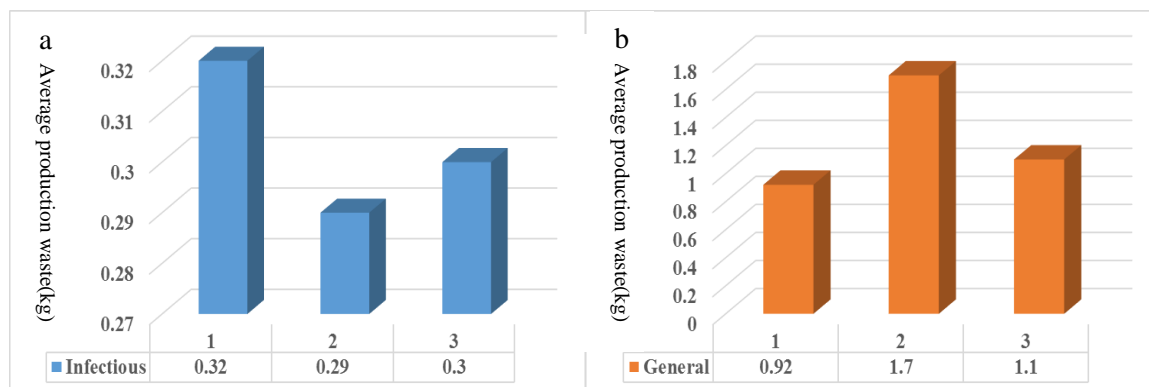 a
Average production waste(kg)
0.32
0.31
0.3
0.29
0.28
0.27
1 2 3
Infectious 0.32 0.29 0.3
b
Average production waste(kg)
1.8
1.6
1.4
1.2
1
0.8
0.6
0.4
0.2
0
1 2 3
General 0.92 1.7 1.1